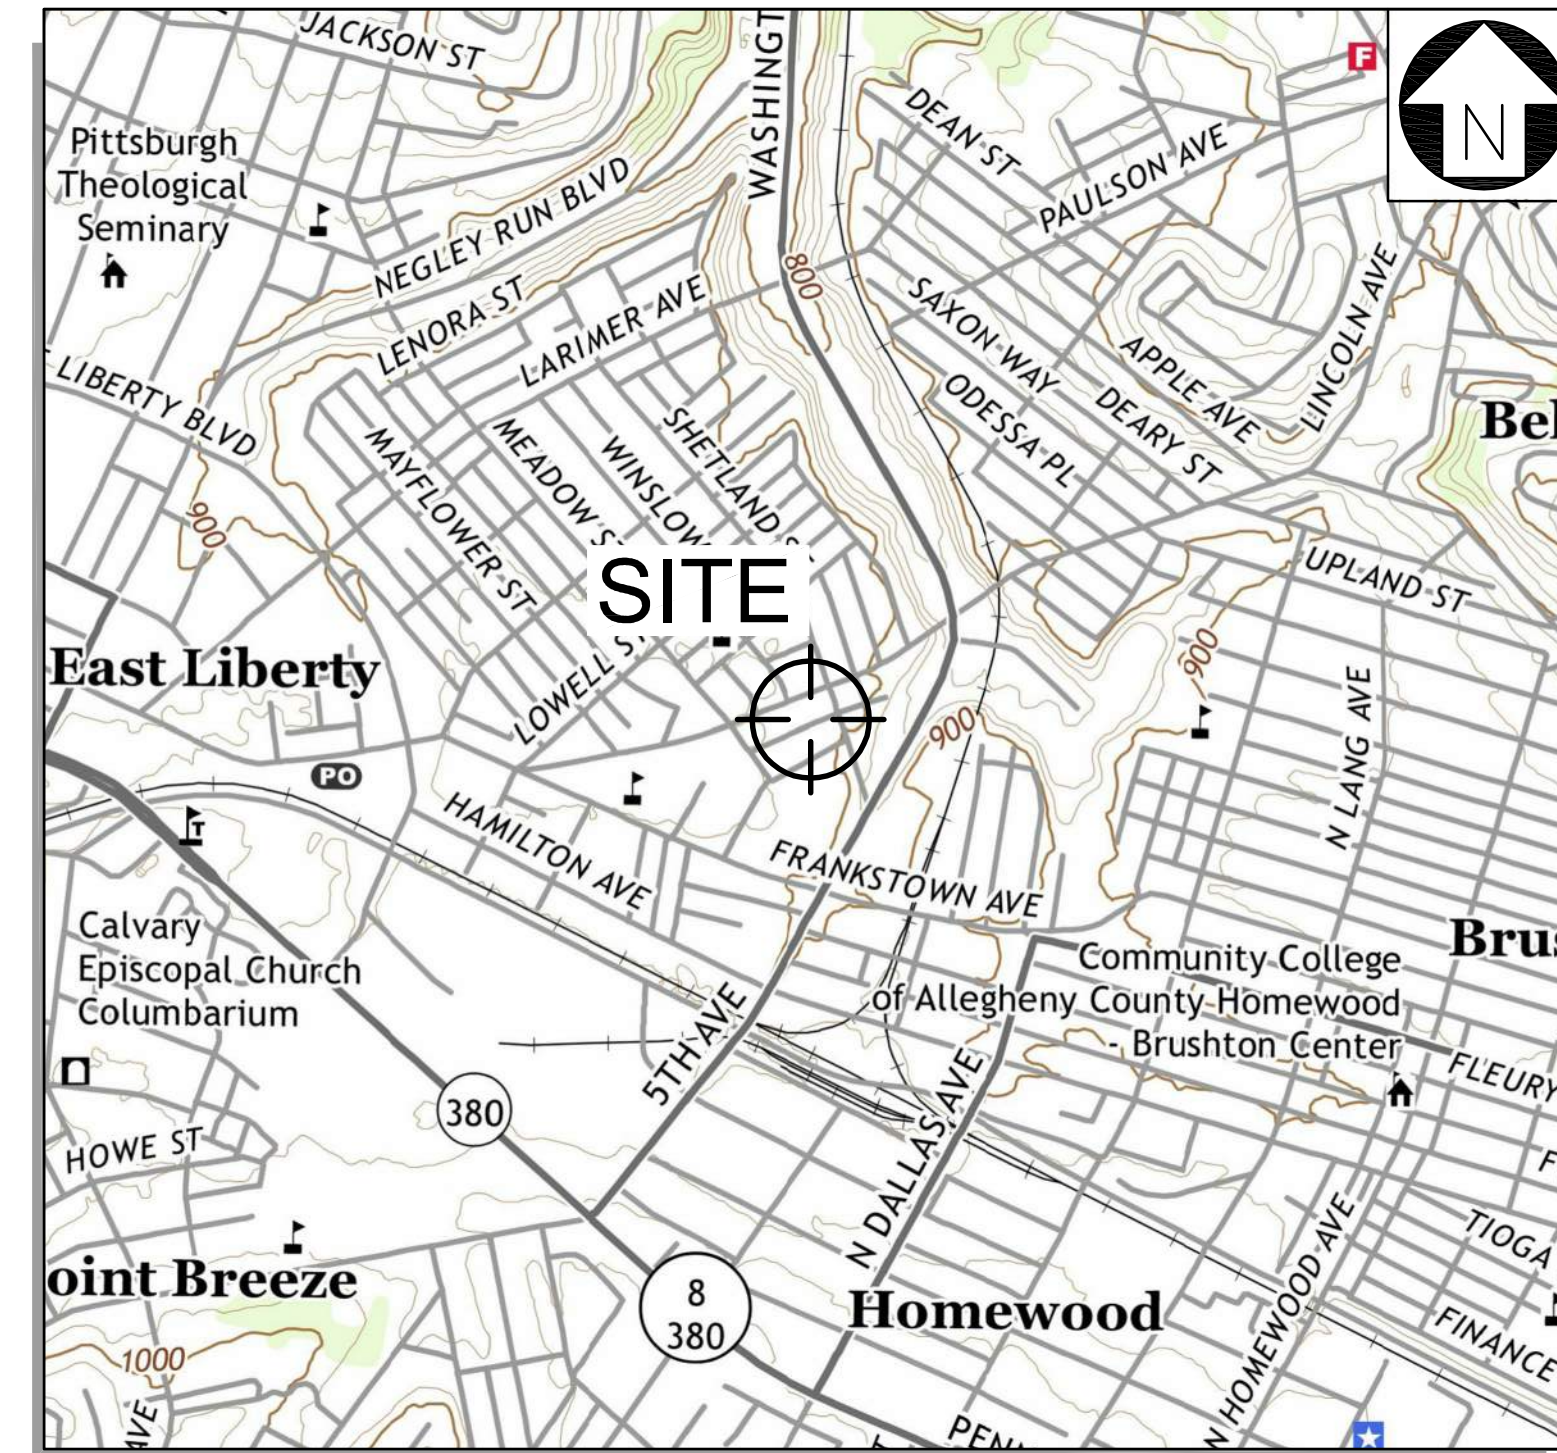 JACKSON ST
WASHINGT
F
N
Pittsburgh
Theological
Seminary
DEAN ST
PAULSON AVE
NEGLEY RUN BLVD
LENORA ST
LARIMER AVE
800
SAXON WAY
APPLE AVE
LINCOLN AVE
LIBERTY BLVD
ODESSA PL
DEARY ST
Bel
MAYFLOWER ST
MEADOW S
WINSLOW
SHETLAND
900
SITE
UPLAND ST
East Liberty
LOWELL S
900
N LANG AVE
900
PO
T
HAMILTON AVE
FRANKSTOWN AVE
Calvary
Episcopal Church
Columbarium
Brus
Community College
of Allegheny County Homewood
- Brushton Center
5TH AVE
N DALLAS AVE
FLEURY
380
HOWE ST
F
TIOGA
oint Breeze
8
380
Homewood
N HOMEWOOD AVE
FINANCE
1000
AVE
PENN